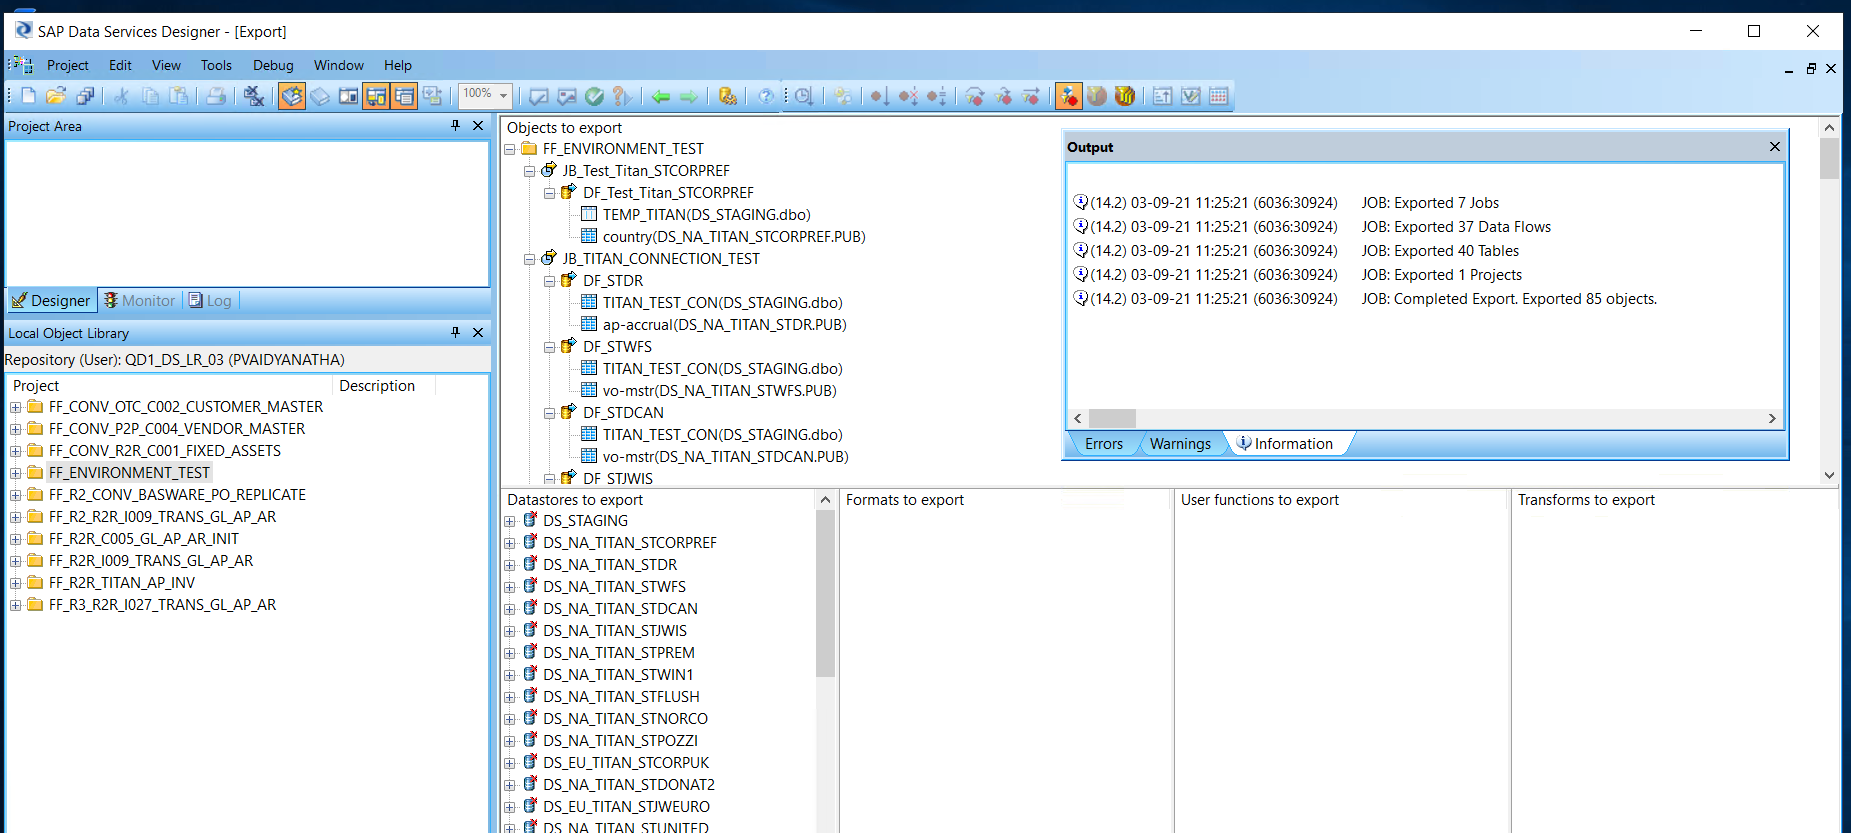 SAP Data Services Designer - [Export]
Project Edit View Tools Debug Window Help
100%
Project Area
Designer Monitor Log
Local Object Library
Repository (User): QD1_DS_LR_03 (PVAIDYANATHA)
Project Description
FF_CONV_OTC_C002_CUSTOMER_MASTER
FF_CONV_P2P_C004_VENDOR_MASTER
FF_CONV_R2R_C001_FIXED_ASSETS
FF_ENVIRONMENT_TEST
FF_R2_CONV_BASWARE_PO_REPLICATE
FF_R2_R2R_I009_TRANS_GL_AP_AR
FF_R2R_C005_GL_AP_AR_INIT
FF_R2R_I009_TRANS_GL_AP_AR
FF_R2R_TITAN_AP_INV
FF_R3_R2R_I027_TRANS_GL_AP_AR
Objects to export
FF_ENVIRONMENT_TEST
JB_Test_Titan_STCORPREF
DF_Test_Titan_STCORPREF
TEMP_TITAN(DS_STAGING.dbo)
country(DS_NA_TITAN_STCORPREF.PUB)
JB_TITAN_CONNECTION_TEST
DF_STDR
TITAN_TEST_CON(DS_STAGING.dbo)
ap-accrual(DS_NA_TITAN_STDR.PUB)
DF_STWFS
TITAN_TEST_CON(DS_STAGING.dbo)
vo-mstr(DS_NA_TITAN_STWFS.PUB)
DF_STDCAN
TITAN_TEST_CON(DS_STAGING.dbo)
vo-mstr(DS_NA_TITAN_STDCAN.PUB)
DF_STJWIS
Output
(14.2) 03-09-21 11:25:21 (6036:30924) JOB: Exported 7 Jobs
(14.2) 03-09-21 11:25:21 (6036:30924) JOB: Exported 37 Data Flows
(14.2) 03-09-21 11:25:21 (6036:30924) JOB: Exported 40 Tables
(14.2) 03-09-21 11:25:21 (6036:30924) JOB: Exported 1 Projects
(14.2) 03-09-21 11:25:21 (6036:30924) JOB: Completed Export. Exported 85 objects.
Errors Warnings Information
Datastores to export
DS_STAGING
DS_NA_TITAN_STCORPREF
DS_NA_TITAN_STDR
DS_NA_TITAN_STWFS
DS_NA_TITAN_STDCAN
DS_NA_TITAN_STJWIS
DS_NA_TITAN_STPREM
DS_NA_TITAN_STWIN1
DS_NA_TITAN_STFLUSH
DS_NA_TITAN_STNORCO
DS_NA_TITAN_STPOZZI
DS_EU_TITAN_STCORPUK
DS_NA_TITAN_STDONAT2
DS_EU_TITAN_STJWEURO
DS_NA_TITAN_STUNITED
Formats to export
User functions to export
Transforms to export